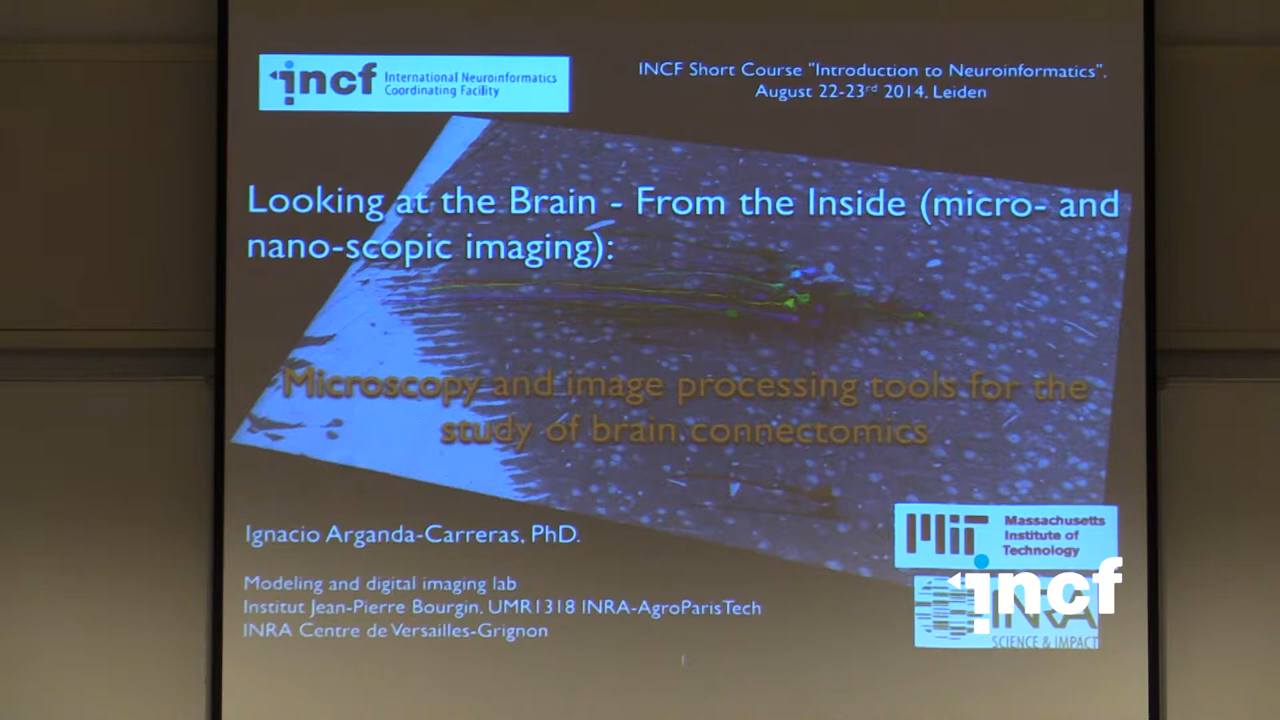 incf International Neuroinformatics
Coordinating Facility
INCF Short Course "Introduction to Neuroinformatics",
August 22-23rd 2014, Leiden
Looking at the Brain - From the Inside (micro- and
nano-scopic imaging):
Microscopy and image processing tools for the
study of brain connectomics
Ignacio Arganda-Carreras, PhD.
Modeling and digital imaging lab
Institut Jean-Pierre Bourgin, UMR1318 INRA-AgroParisTech
INRA Centre de Versailles-Grignon
MIT Massachusetts
Institute of
Technology
incf
INRA
SCIENCE & IMPACT